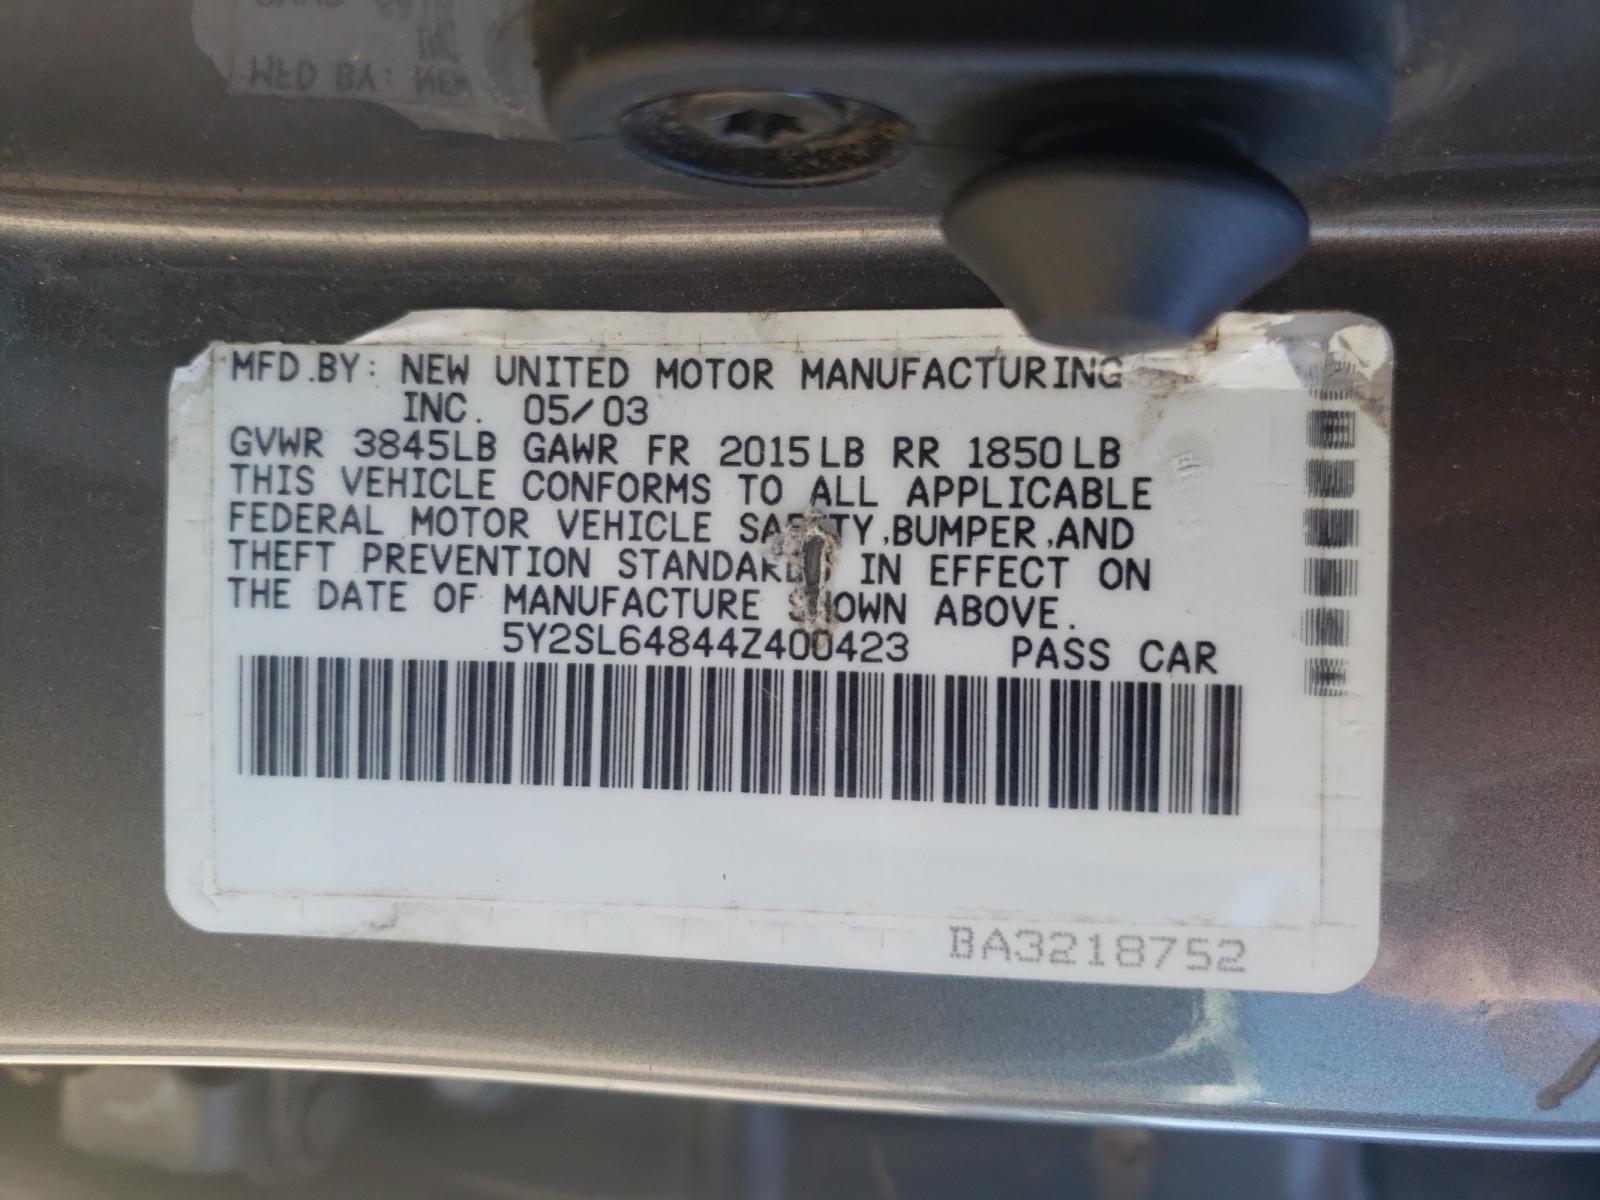 MFD.BY: NEW UNITED MOTOR MANUFACTURING
INC. 05/03
GVWR 3845LB GAWR FR 2015LB RR 1850LB
THIS VEHICLE CONFORMS TO ALL APPLICABLE
FEDERAL MOTOR VEHICLE SAFETY,BUMPER,AND
THEFT PREVENTION STANDARDS IN EFFECT ON
THE DATE OF MANUFACTURE SHOWN ABOVE.
5Y2SL64844Z400423 PASS CAR
BA3218752